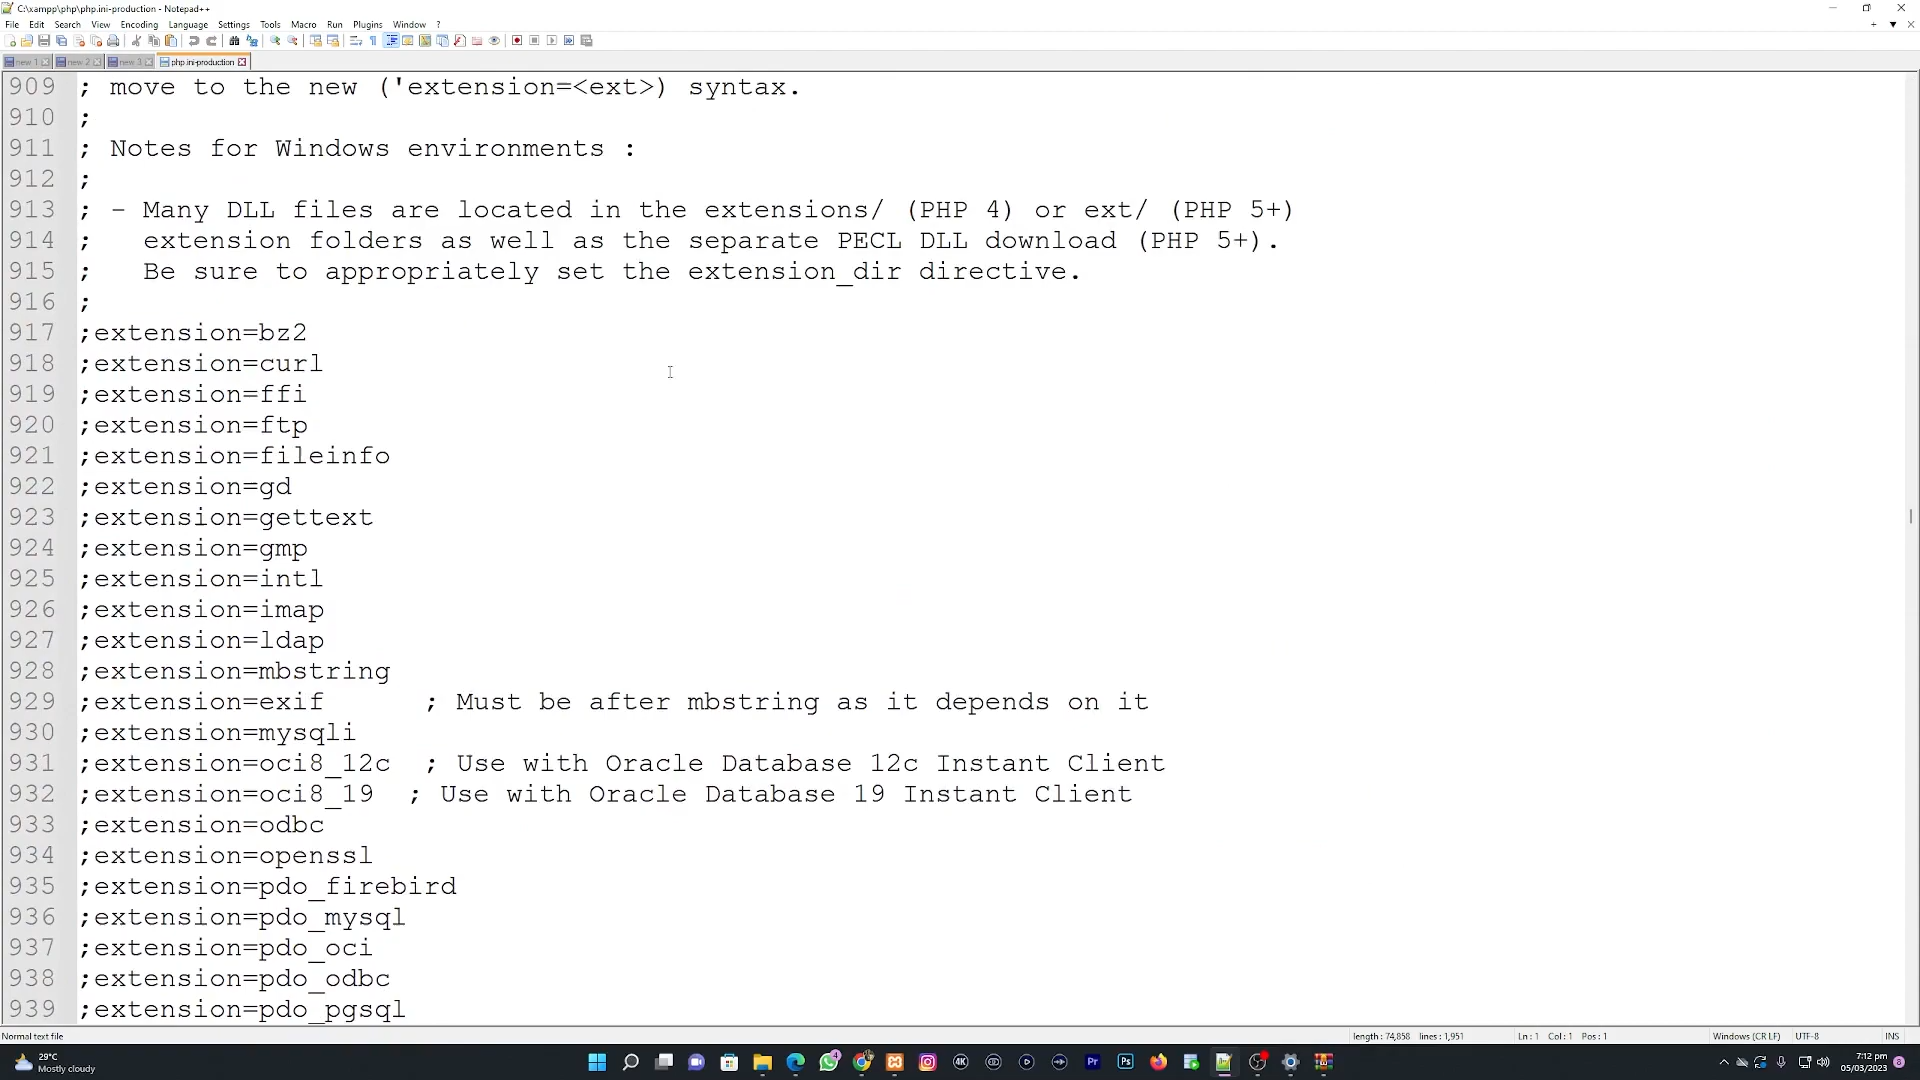 C:\xampp\php\php.ini-production - Notepad++
File Edit Search View Encoding Language Settings Tools Macro Run Plugins Window ?
new 1 new 2 new 3 php.ini-production
909 ; move to the new ('extension=<ext>) syntax.
910 ;
911 ; Notes for Windows environments :
912 ;
913 ; - Many DLL files are located in the extensions/ (PHP 4) or ext/ (PHP 5+)
914 ;   extension folders as well as the separate PECL DLL download (PHP 5+).
915 ;   Be sure to appropriately set the extension_dir directive.
916 ;
917 ;extension=bz2
918 ;extension=curl
919 ;extension=ffi
920 ;extension=ftp
921 ;extension=fileinfo
922 ;extension=gd
923 ;extension=gettext
924 ;extension=gmp
925 ;extension=intl
926 ;extension=imap
927 ;extension=ldap
928 ;extension=mbstring
929 ;extension=exif      ; Must be after mbstring as it depends on it
930 ;extension=mysqli
931 ;extension=oci8_12c  ; Use with Oracle Database 12c Instant Client
932 ;extension=oci8_19  ; Use with Oracle Database 19 Instant Client
933 ;extension=odbc
934 ;extension=openssl
935 ;extension=pdo_firebird
936 ;extension=pdo_mysql
937 ;extension=pdo_oci
938 ;extension=pdo_odbc
939 ;extension=pdo_pgsql
Normal text file length : 74,858 lines : 1,951 Ln : 1 Col : 1 Pos : 1 Windows (CR LF) UTF-8 INS
29°C
Mostly cloudy
4K Pr Ps
7:12 pm
05/03/2023